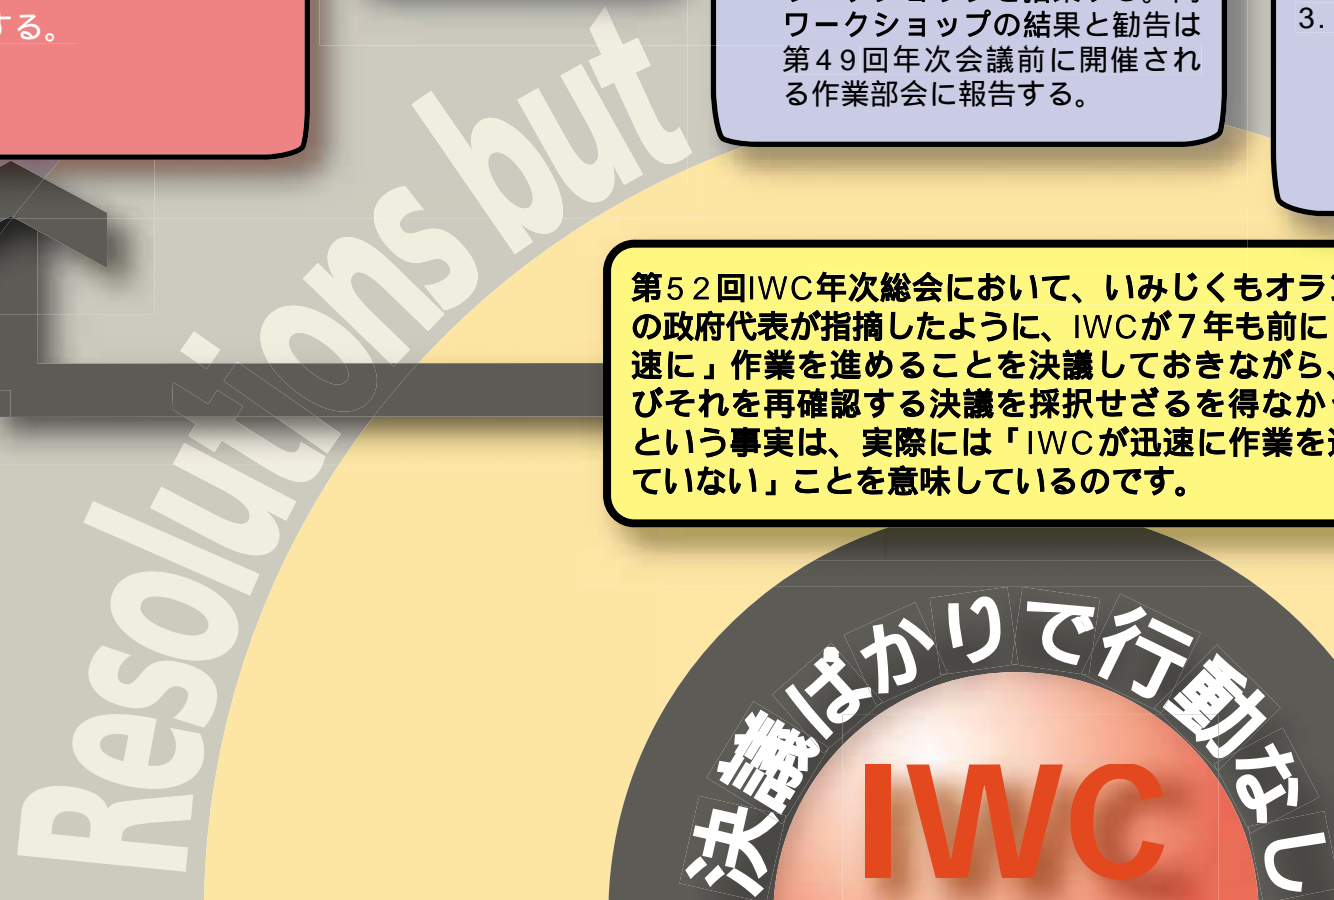 する。
ワークショップの結果と勧告は
第49回年次会議前に開催され
る作業部会に報告する。
3.
Resolutions but
第52回IWC年次総会において、いみじくもオラン
の政府代表が指摘したように、IWCが7年も前に「
速に」作業を進めることを決議しておきながら、
びそれを再確認する決議を採択せざるを得なかっ
という事実は、実際には「IWCが迅速に作業を進
ていない」ことを意味しているのです。
決議ばかりで行動なし
IWC